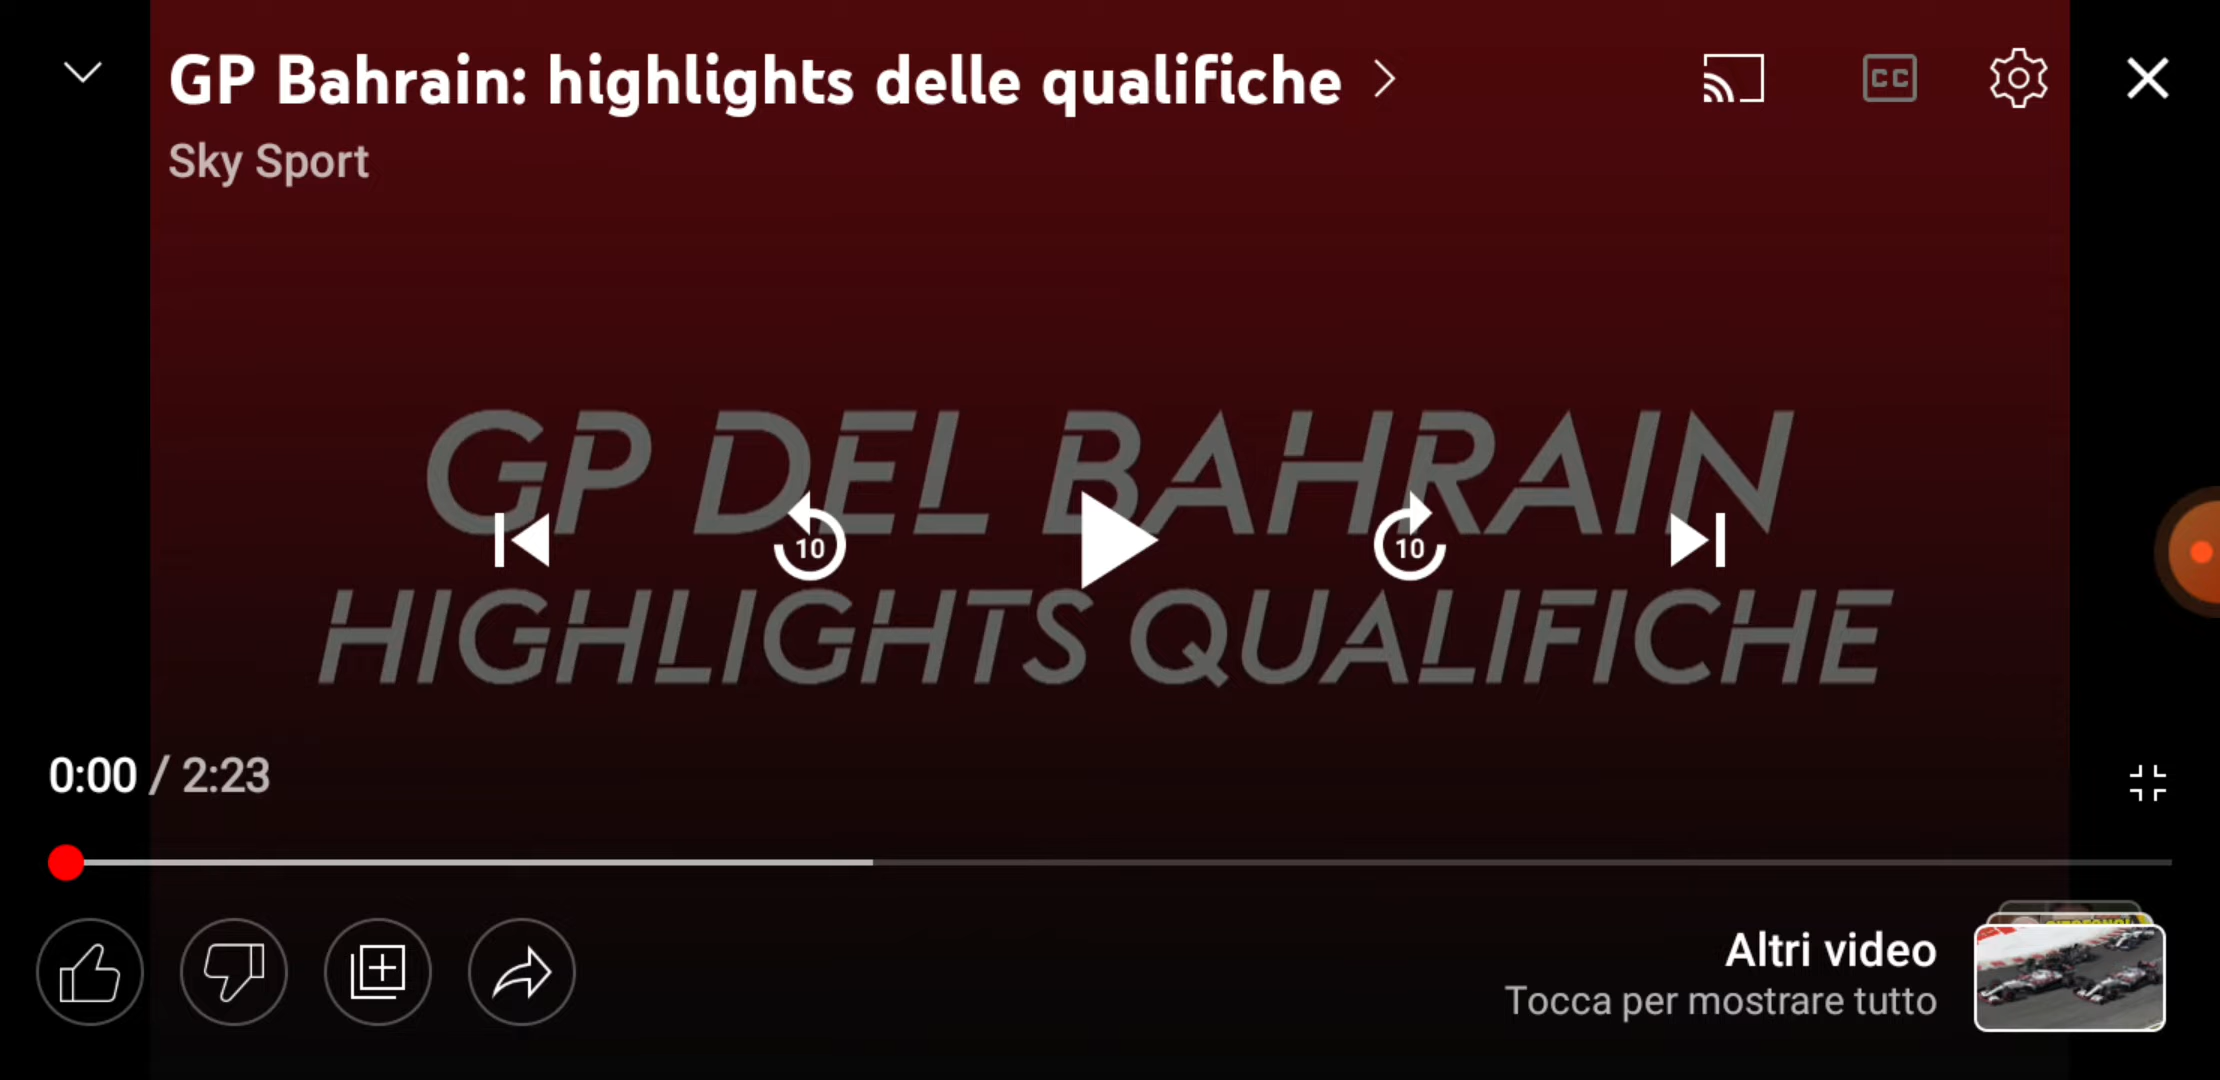 GP Bahrain: highlights delle qualifiche
CC
Sky Sport
GP DEL BAHRAIN
10
10
HIGHLIGHTS QUALIFICHE
0:00 / 2:23
Altri video
Tocca per mostrare tutto